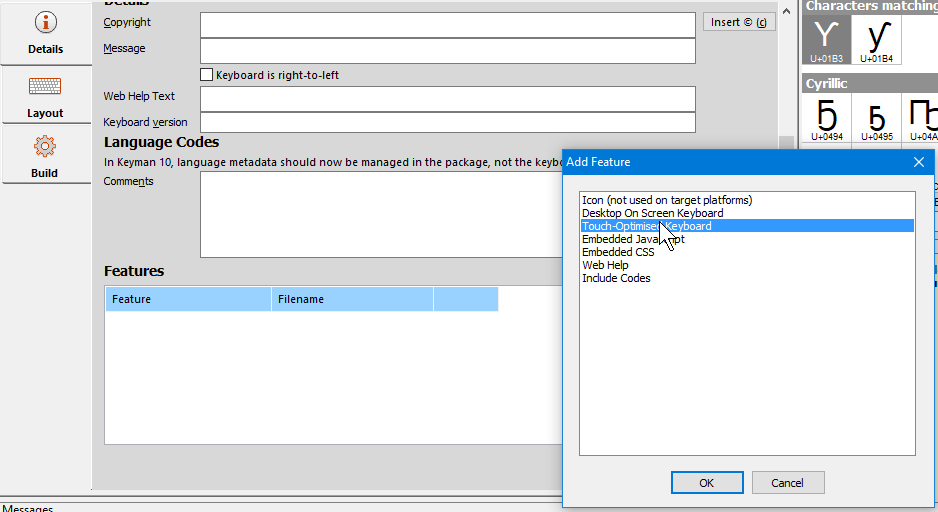 Details
Copyright
Insert © (c)
Message
Keyboard is right-to-left
Web Help Text
Keyboard version
Language Codes
In Keyman 10, language metadata should now be managed in the package, not the keyb
Comments
Features
Feature Filename
Details
Layout
Build
Characters matching
Ƴ ƴ
U+01B3 U+01B4
Cyrillic
Ҕ ҕ
U+0494 U+0495 U+04A
Add Feature
Icon (not used on target platforms)
Desktop On Screen Keyboard
Touch-Optimised Keyboard
Embedded Javascript
Embedded CSS
Web Help
Include Codes
OK Cancel
Messages